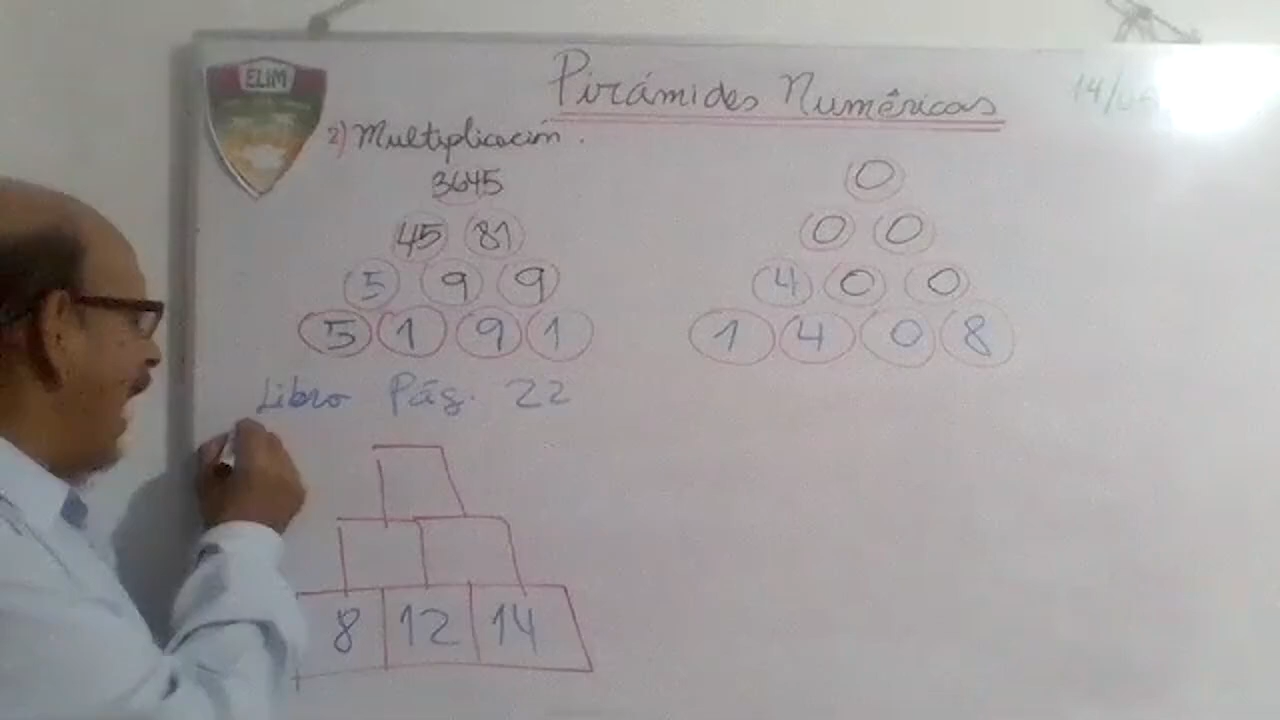 ELIM
Pirámides Numéricas
2) Multiplicación.
3645
45 81
5 9 9
5 1 9 1
0
0 0
4 0 0
1 4 0 8
Libro Pág. 22
8 12 14